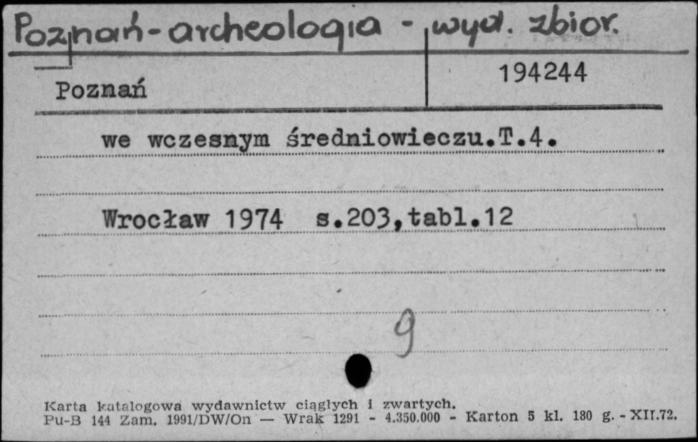 Poznań - archeologia - wyd. zbior.
Poznań 194244
we wczesnym średniowieczu.T.4.
Wrocław 1974 s.203,tabl.12
9
Karta katalogowa wydawnictw ciągłych i zwartych.
Pu-B 144 Zam. 1991/DW/On — Wrak 1291 - 4.350.000 - Karton 5 kl. 180 g. - XII.72.